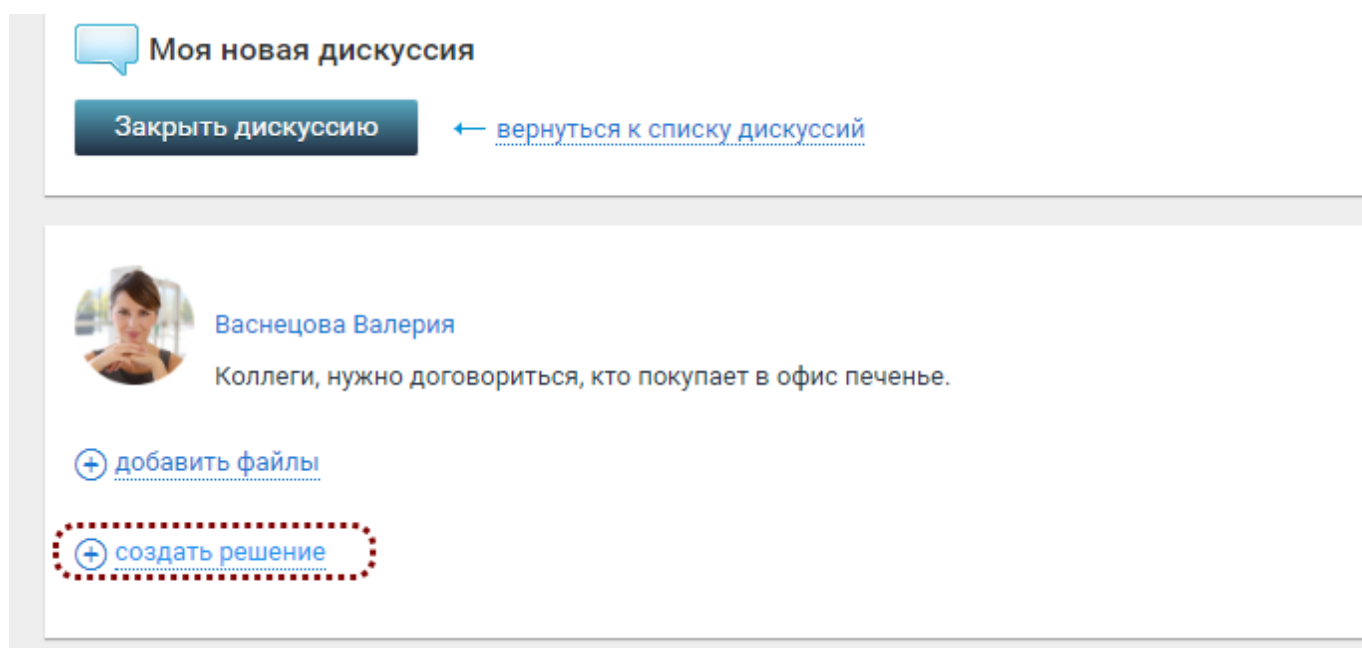 Моя новая дискуссия
Закрыть дискуссию
← вернуться к списку дискуссий
Васнецова Валерия
Коллеги, нужно договориться, кто покупает в офис печенье.
добавить файлы
создать решение